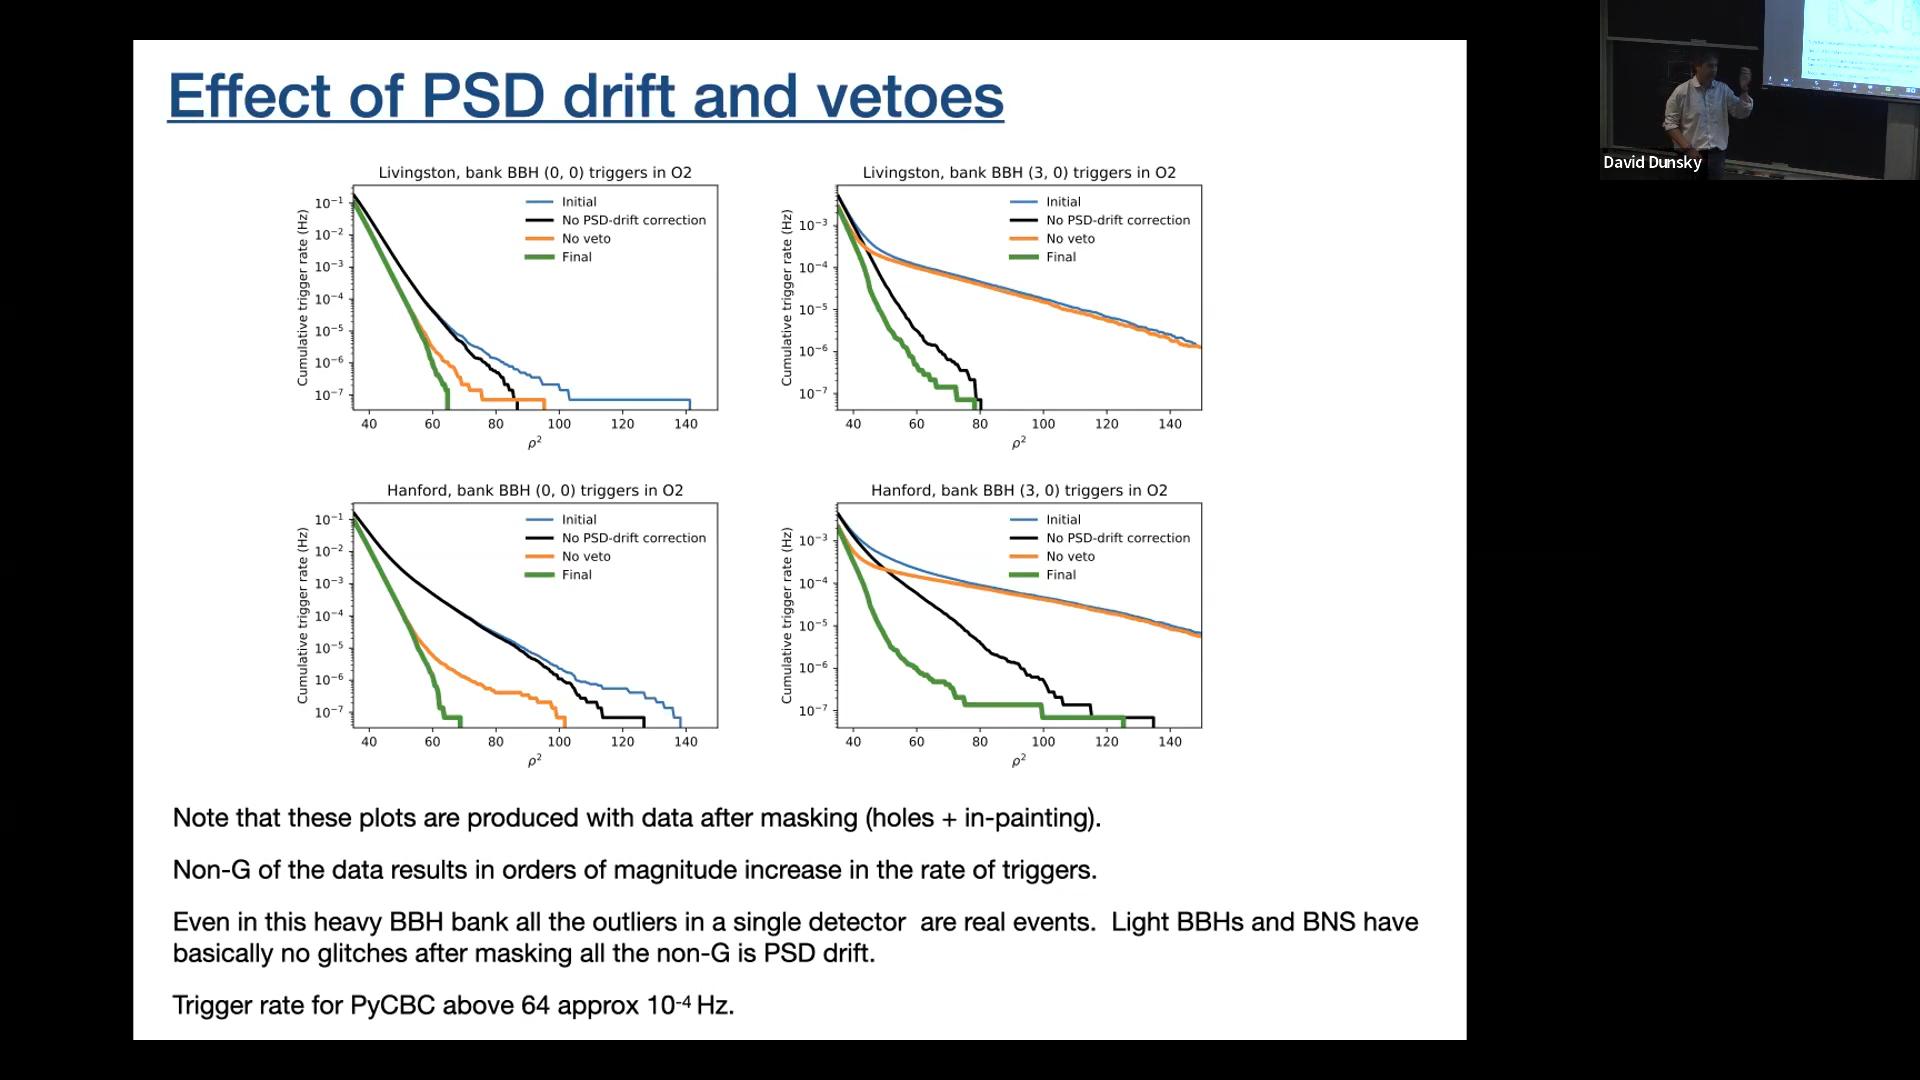 Effect of PSD drift and vetoes
Livingston, bank BBH (0, 0) triggers in O2
Cumulative trigger rate (Hz)
10⁻¹
10⁻²
10⁻³
10⁻⁴
10⁻⁵
10⁻⁶
10⁻⁷
Initial
No PSD-drift correction
No veto
Final
40 60 80 100 120 140
ρ²
Livingston, bank BBH (3, 0) triggers in O2
Cumulative trigger rate (Hz)
10⁻³
10⁻⁴
10⁻⁵
10⁻⁶
10⁻⁷
Initial
No PSD-drift correction
No veto
Final
40 60 80 100 120 140
ρ²
Hanford, bank BBH (0, 0) triggers in O2
Cumulative trigger rate (Hz)
10⁻¹
10⁻²
10⁻³
10⁻⁴
10⁻⁵
10⁻⁶
10⁻⁷
Initial
No PSD-drift correction
No veto
Final
40 60 80 100 120 140
ρ²
Hanford, bank BBH (3, 0) triggers in O2
Cumulative trigger rate (Hz)
10⁻³
10⁻⁴
10⁻⁵
10⁻⁶
10⁻⁷
Initial
No PSD-drift correction
No veto
Final
40 60 80 100 120 140
ρ²
Note that these plots are produced with data after masking (holes + in-painting).
Non-G of the data results in orders of magnitude increase in the rate of triggers.
Even in this heavy BBH bank all the outliers in a single detector are real events. Light BBHs and BNS have
basically no glitches after masking all the non-G is PSD drift.
Trigger rate for PyCBC above 64 approx 10⁻⁴ Hz.
David Dunsky